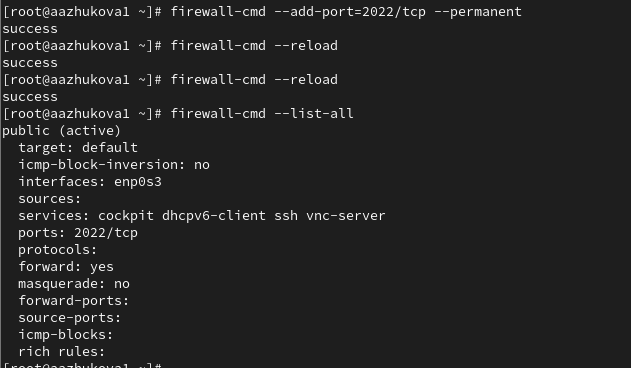 [root@aazhukova1 ~]# firewall-cmd --add-port=2022/tcp --permanent
success
[root@aazhukova1 ~]# firewall-cmd --reload
success
[root@aazhukova1 ~]# firewall-cmd --reload
success
[root@aazhukova1 ~]# firewall-cmd --list-all
public (active)
  target: default
  icmp-block-inversion: no
  interfaces: enp0s3
  sources:
  services: cockpit dhcpv6-client ssh vnc-server
  ports: 2022/tcp
  protocols:
  forward: yes
  masquerade: no
  forward-ports:
  source-ports:
  icmp-blocks:
  rich rules:
[root@aazhukova1 ~]#